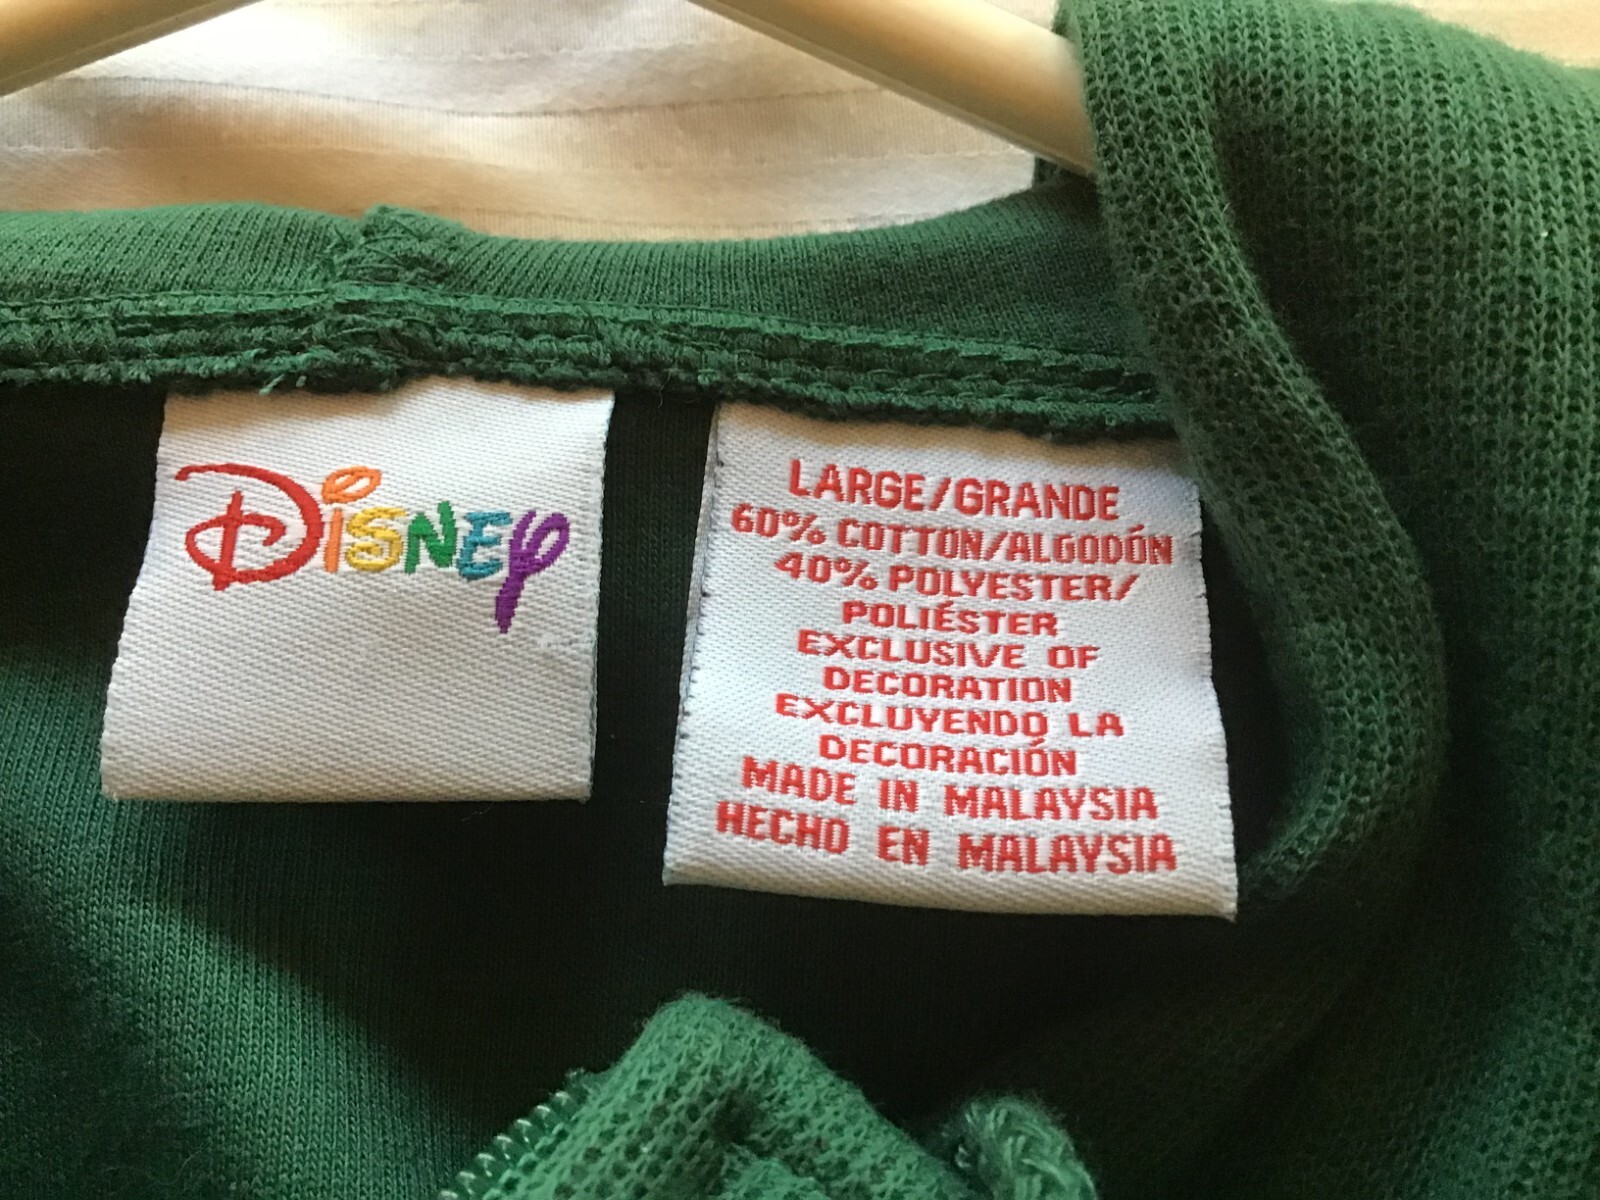 DiSNEY
LARGE/GRANDE
60% COTTON/ALGODÓN
40% POLYESTER/
POLIÉSTER
EXCLUSIVE OF
DECORATION
EXCLUYENDO LA
DECORACIÓN
MADE IN MALAYSIA
HECHO EN MALAYSIA